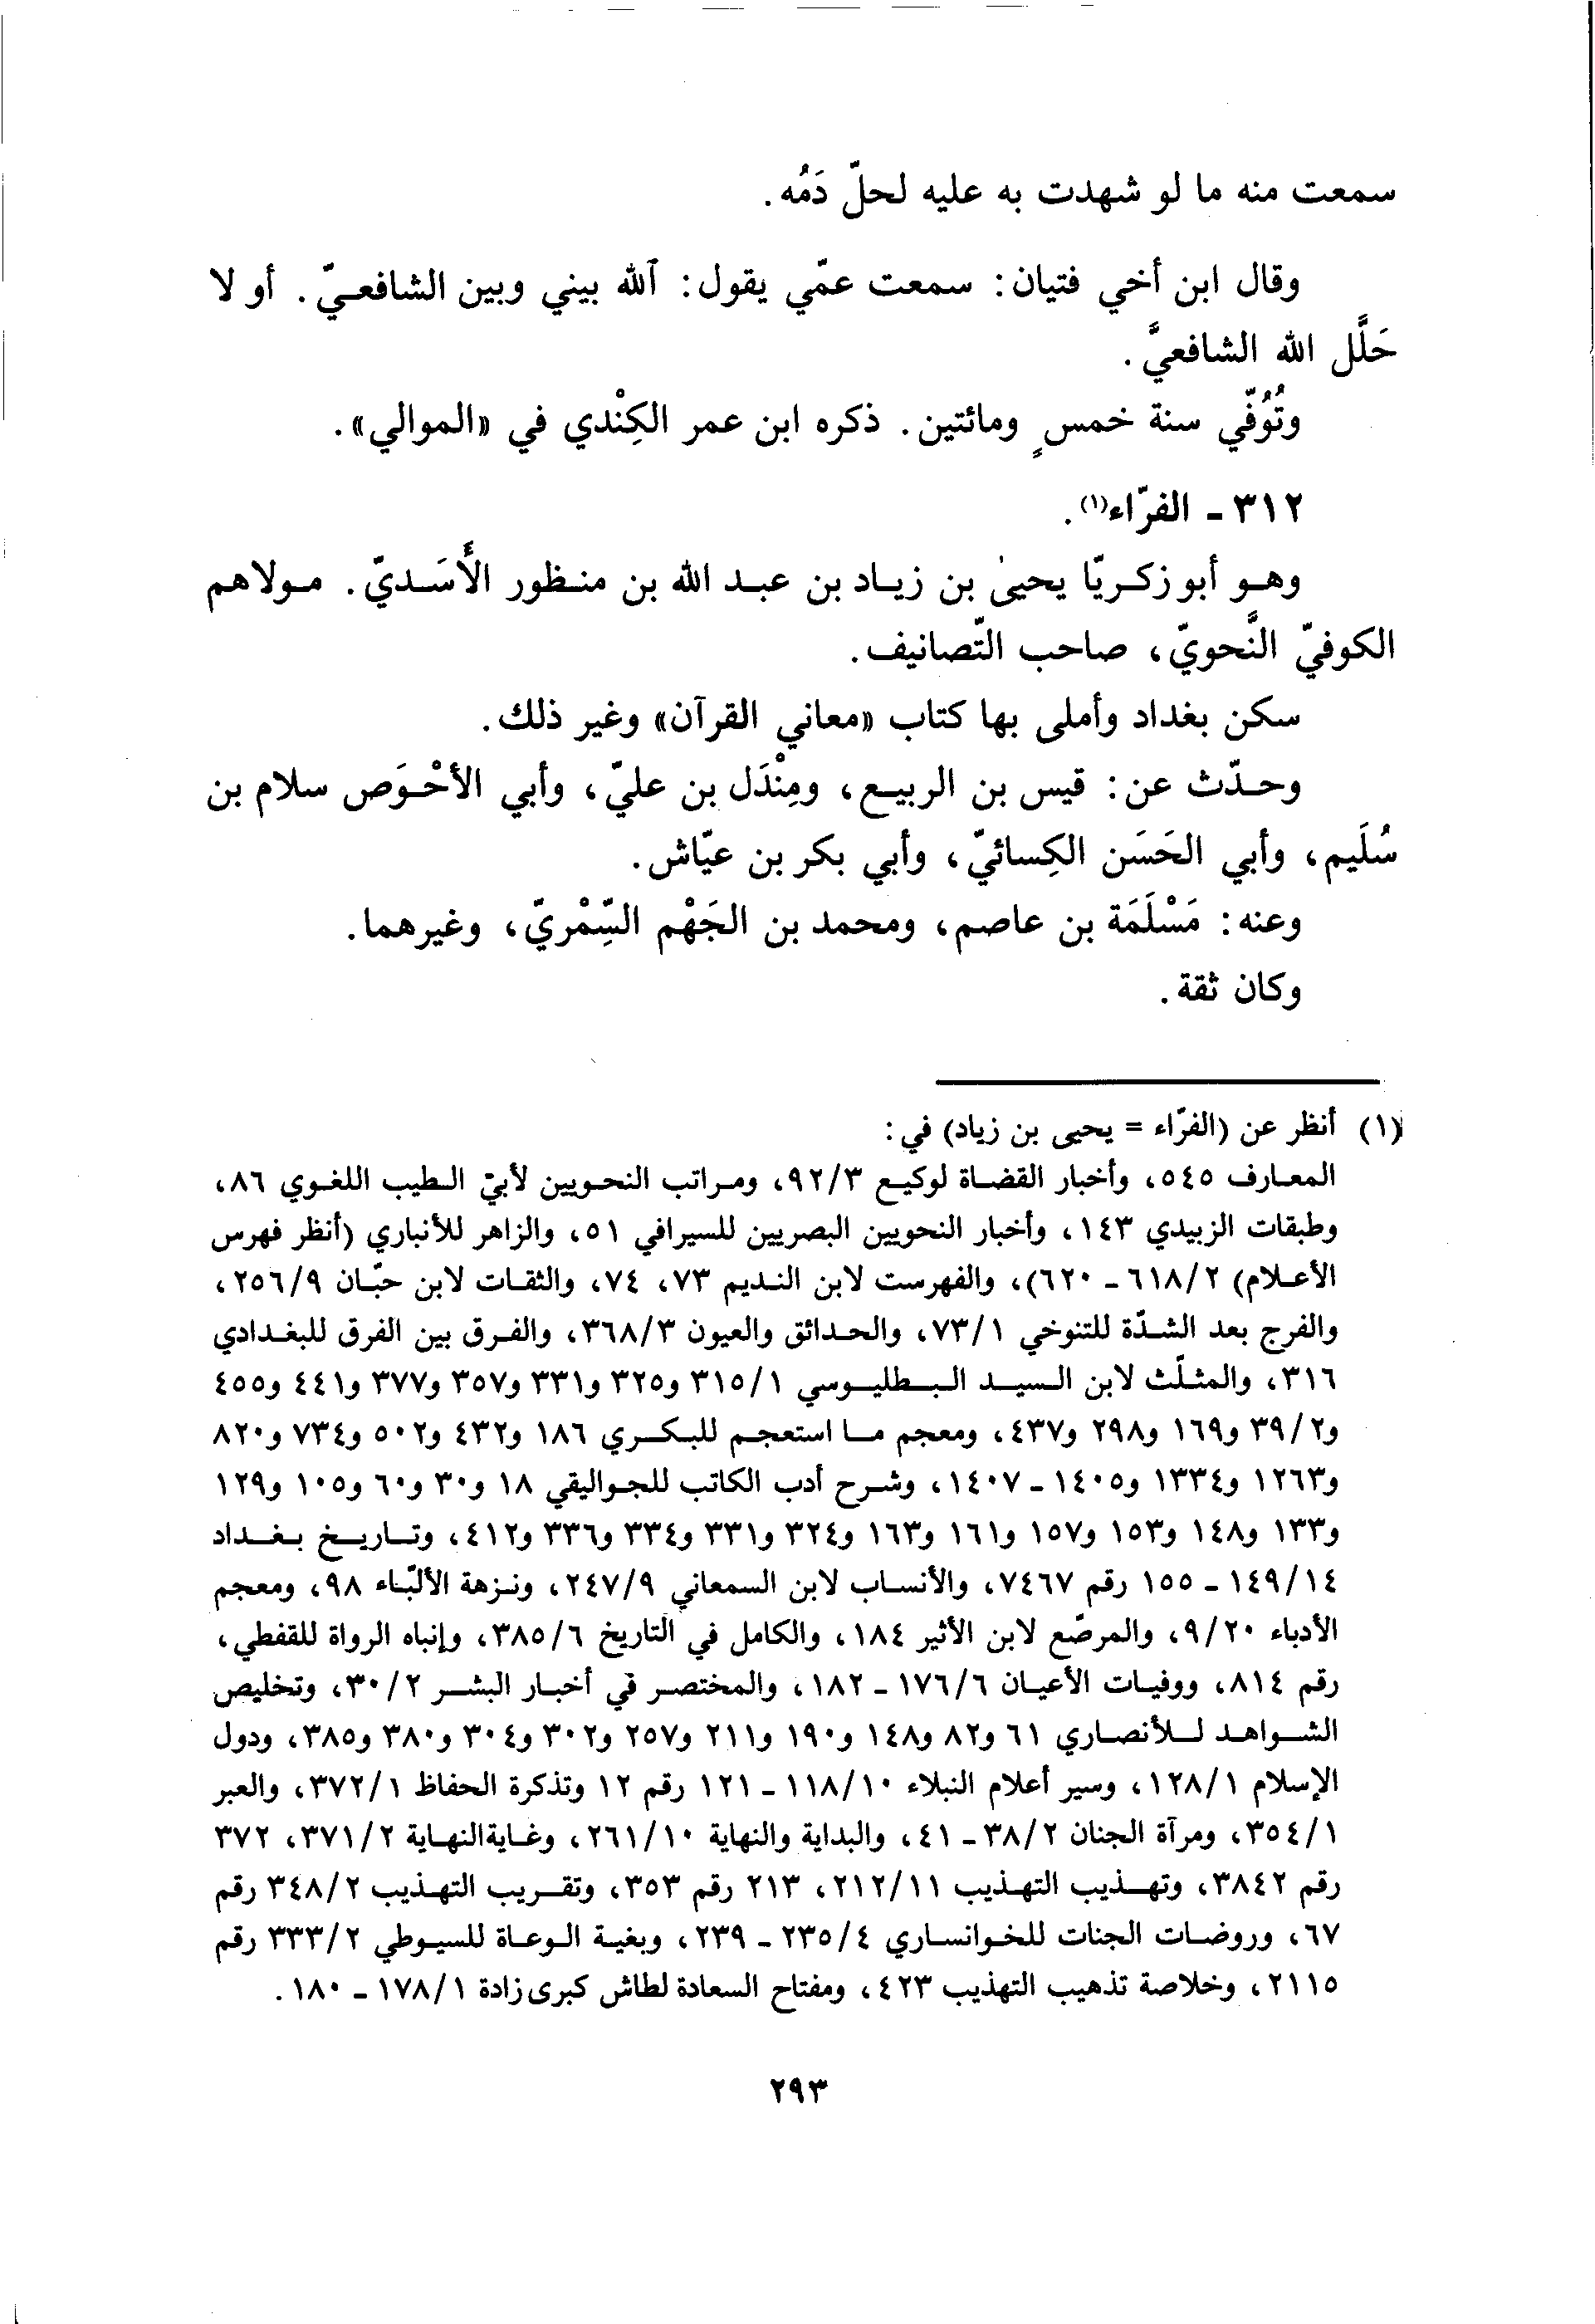 سمعت منه ما لو شهدت به عليه لحلّ دَمُه.
وقال ابن أخي فتيان: سمعت عمّي يقول: آلله بيني وبين الشافعيّ. أو لا
حَلَّل الله الشافعيَّ.
وتُوُفّي سنة خمسٍ ومائتين. ذكره ابن عمر الكِنْدي في «الموالي».
٣١٢ - الفرّاء(١).
وهو أبو زكريّا يحيىٰ بن زياد بن عبد الله بن منظور الأَسَديّ. مولاهم
الكوفيّ النَّحويّ، صاحب التّصانيف.
سكن بغداد وأملى بها كتاب «معاني القرآن» وغير ذلك.
وحدّث عن: قيس بن الربيع، ومِنْدَل بن عليّ، وأبي الأحْوَص سلام بن
سُلَيم، وأبي الحَسَن الكِسائيّ، وأبي بكر بن عيّاش.
وعنه: مَسْلَمَة بن عاصم، ومحمد بن الجَهْم السِّمْريّ، وغيرهما.
وكان ثقة.
(١) أنظر عن (الفرّاء = يحيى بن زياد) في:
المعارف ٥٤٥، وأخبار القضاة لوكيع ٩٢/٣، ومراتب النحويين لأبيّ الطيب اللغوي ٨٦،
وطبقات الزبيدي ١٤٣، وأخبار النحويين البصريين للسيرافي ٥١، والزاهر للأنباري (أنظر فهرس
الأعلام) ٦١٨/٢ - ٦٢٠)، والفهرست لابن النديم ٧٣، ٧٤، والثقات لابن حبّان ٢٥٦/٩،
والفرج بعد الشدّة للتنوخي ٧٣/١، والحدائق والعيون ٣٦٨/٣، والفرق بين الفرق للبغدادي
٣١٦، والمثلّث لابن السيد البطليوسي ٣١٥/١ و٣٢٥ و٣٣١ و٣٥٧ و٣٧٧ و٤٤١ و٤٥٥
و٣٩/٢ و١٦٩ و٢٩٨ و٤٣٧، ومعجم ما استعجم للبكري ١٨٦ و٤٣٢ و٥٠٢ و٧٣٤ و٨٢٠
و١٢٦٣ و١٣٣٤ و١٤٠٥ - ١٤٠٧، وشرح أدب الكاتب للجواليقي ١٨ و٣٠ و٦٠ و١٠٥ و١٢٩
و١٣٣ و١٤٨ و١٥٣ و١٥٧ و١٦١ و١٦٣ و٣٢٤ و٣٣١ و٣٣٤ و٣٣٦ و٤١٢، وتاريخ بغداد
١٤٩/١٤ - ١٥٥ رقم ٧٤٦٧، والأنساب لابن السمعاني ٢٤٧/٩، ونزهة الألبّاء ٩٨، ومعجم
الأدباء ٩/٢٠، والمرصّع لابن الأثير ١٨٤، والكامل في التاريخ ٣٨٥/٦، وإنباه الرواة للقفطي،
رقم ٨١٤، ووفيات الأعيان ١٧٦/٦ - ١٨٢، والمختصر في أخبار البشر ٣٠/٢، وتخليص
الشواهد للأنصاري ٦١ و٨٢ و١٤٨ و١٩٠ و٢١١ و٢٥٧ و٣٠٢ و٣٠٤ و٣٨٠ و٣٨٥، ودول
الإسلام ١٢٨/١، وسير أعلام النبلاء ١١٨/١٠ - ١٢١ رقم ١٢ وتذكرة الحفاظ ٣٧٢/١، والعبر
٣٥٤/١، ومرآة الجنان ٣٨/٢ - ٤١، والبداية والنهاية ٢٦١/١٠، وغاية النهاية ٣٧١/٢، ٣٧٢
رقم ٣٨٤٢، وتهذيب التهذيب ٢١٢/١١، ٢١٣ رقم ٣٥٣، وتقريب التهذيب ٣٤٨/٢ رقم
٦٧، وروضات الجنات للخوانساري ٢٣٥/٤ - ٢٣٩، وبغية الوعاة للسيوطي ٣٣٣/٢ رقم
٢١١٥، وخلاصة تذهيب التهذيب ٤٢٣، ومفتاح السعادة لطاش كبرى زادة ١٧٨/١ - ١٨٠.
٢٩٣